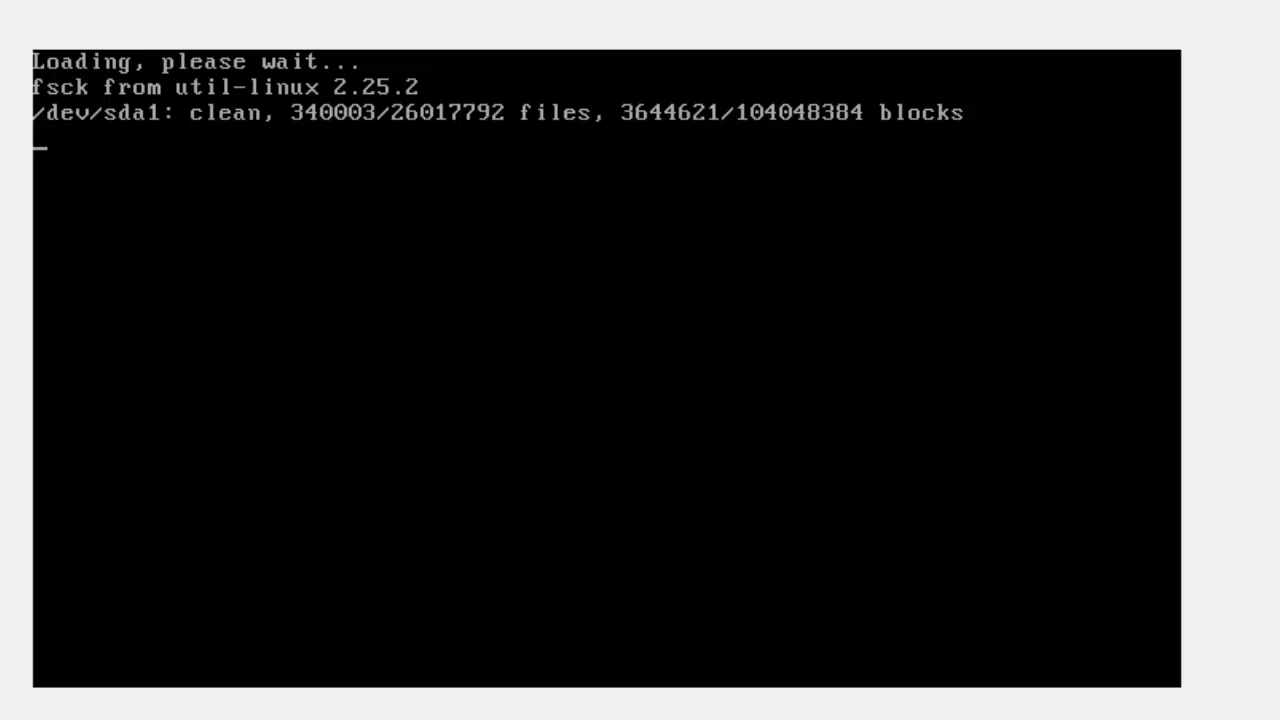 Loading, please wait...
fsck from util-linux 2.25.2
/dev/sda1: clean, 340003/26017792 files, 3644621/104048384 blocks